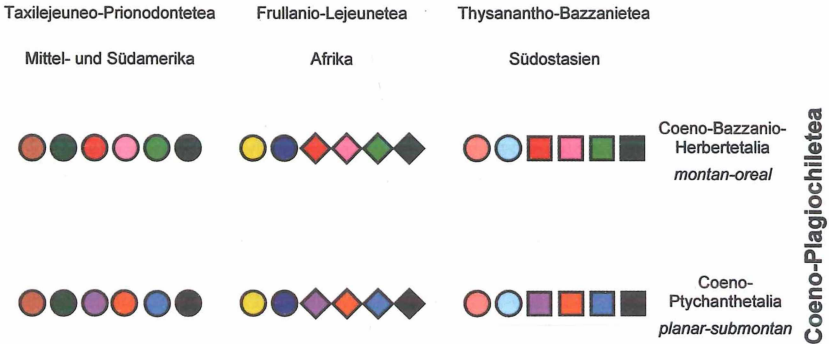 Taxilejeuneo-Prionodontetea
Frullanio-Lejeunetea
Thysanantho-Bazzanietea
Mittel- und Südamerika
Afrika
Südostasien
Coeno-Bazzanio-
Herbertetalia
montan-oreal
Coeno-
Ptychanthetalia
planar-submontan
Coeno-Plagiochiletea